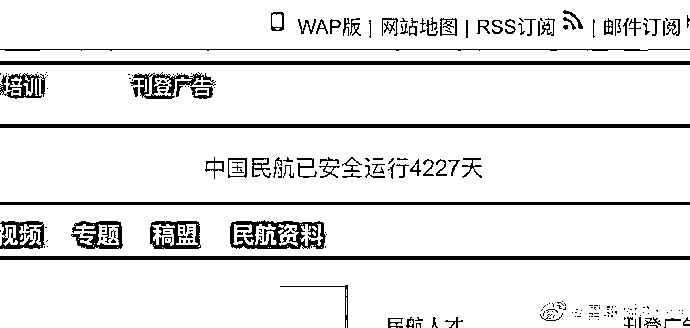 WAP版 | 网站地图 | RSS订阅 | 邮件订阅
培训 刊登广告
中国民航已安全运行4227天
视频 专题 稿盟 民航资料
民航人才 刊登广告